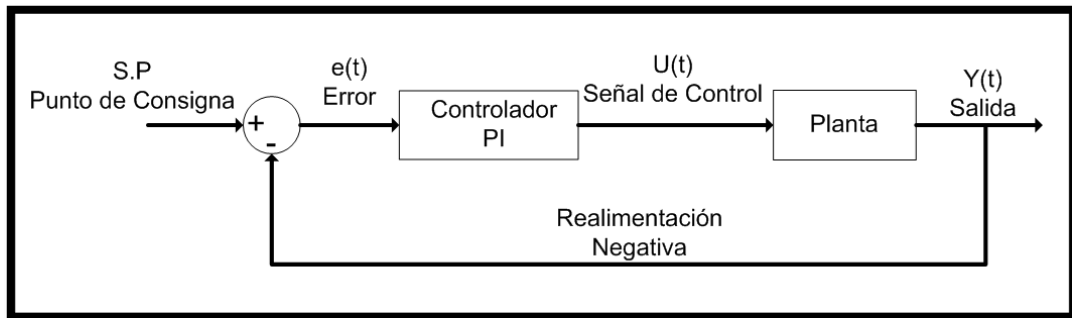 S.P
Punto de Consigna
+
-
e(t)
Error
Controlador
PI
U(t)
Señal de Control
Planta
Y(t)
Salida
Realimentación
Negativa